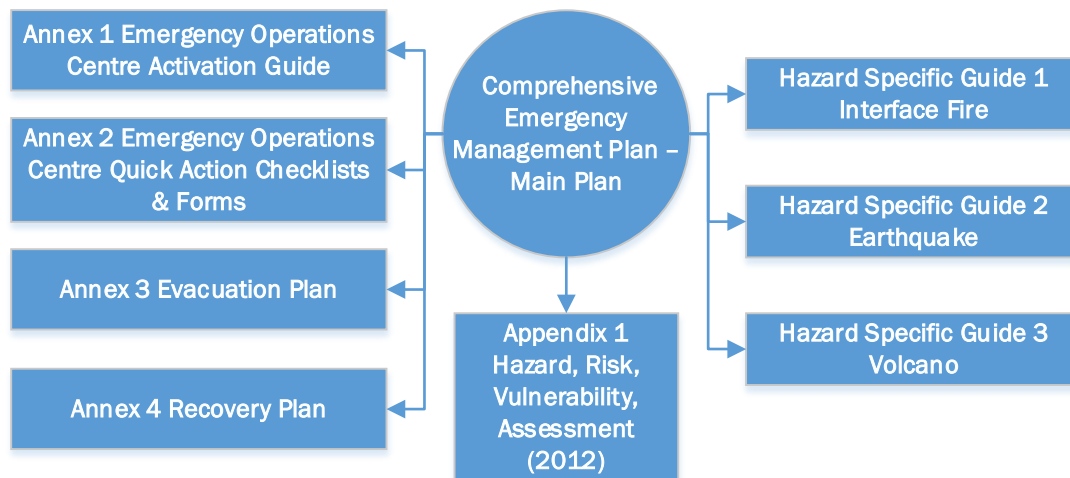 Annex 1 Emergency Operations
Centre Activation Guide
Annex 2 Emergency Operations
Centre Quick Action Checklists
& Forms
Annex 3 Evacuation Plan
Annex 4 Recovery Plan
Comprehensive
Emergency
Management Plan –
Main Plan
Appendix 1
Hazard, Risk,
Vulnerability,
Assessment
(2012)
Hazard Specific Guide 1
Interface Fire
Hazard Specific Guide 2
Earthquake
Hazard Specific Guide 3
Volcano